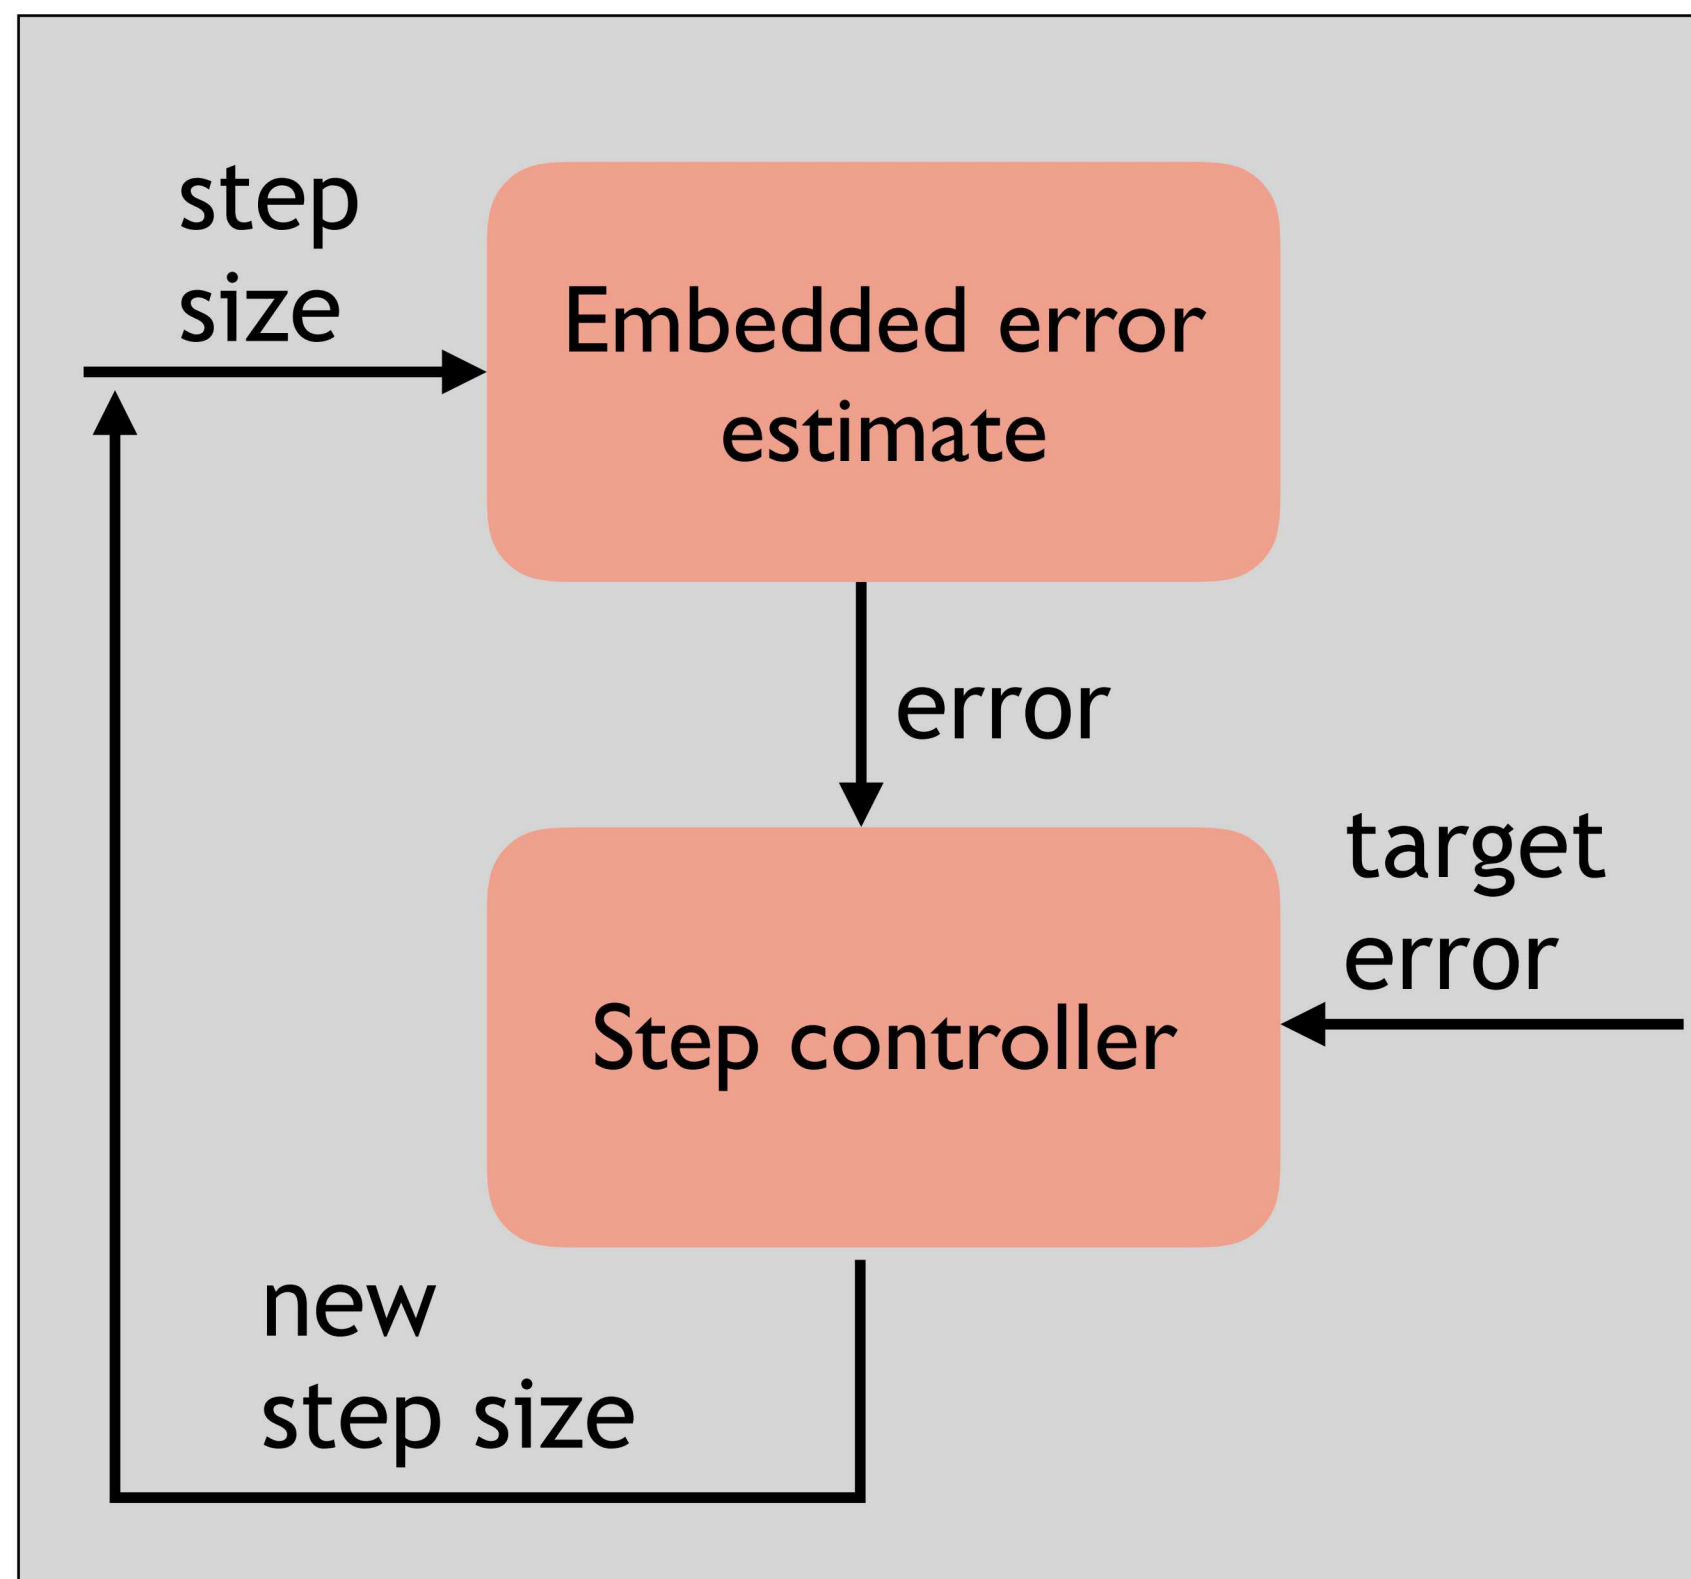 step
size
Embedded error
estimate
error
target
error
Step controller
new
step size